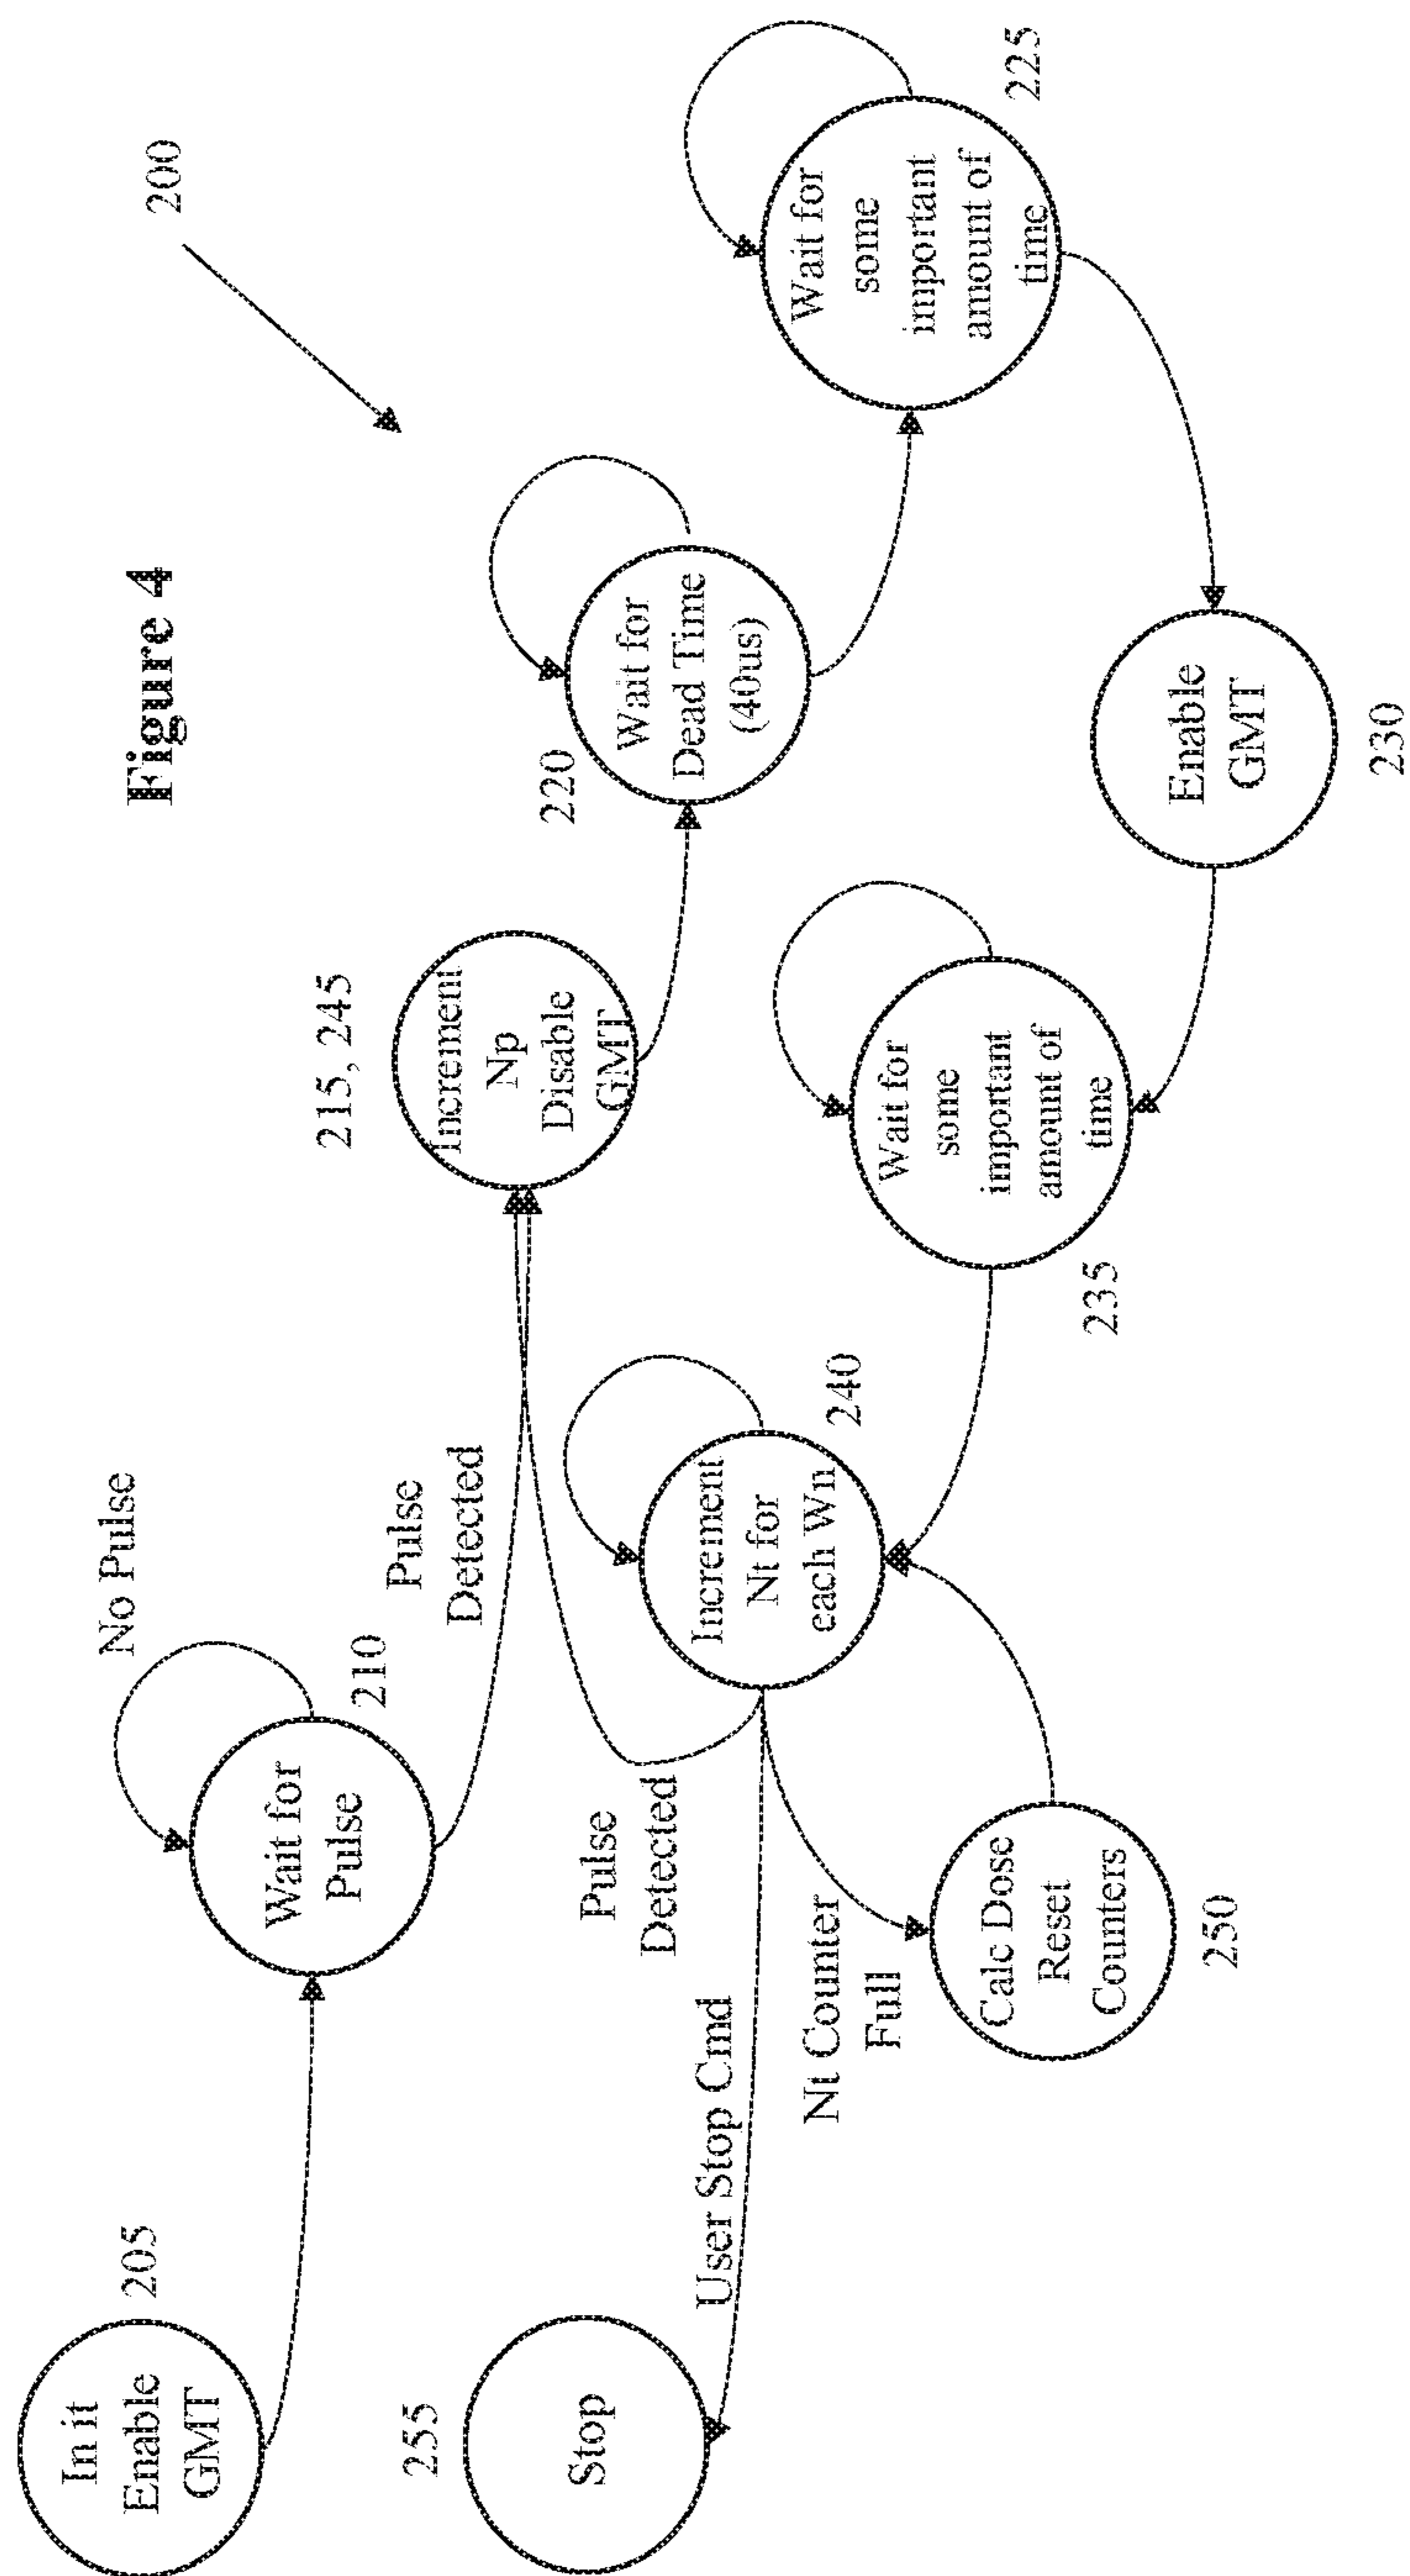 Figure 4
200
In it
Enable
GMT
205
No Pulse
Wait for
Pulse
210
Pulse
Detected
215, 245
Increment
Np
Disable
GMT
220
Wait for
Dead Time
(40us)
Wait for
some
important
amount of
time
225
255
Stop
User Stop Cmd
Pulse
Detected
Nt Counter
Full
Increment
Nt for
each Wn
240
Wait for
some
important
amount of
time
235
Enable
GMT
230
Calc Dose
Reset
Counters
250